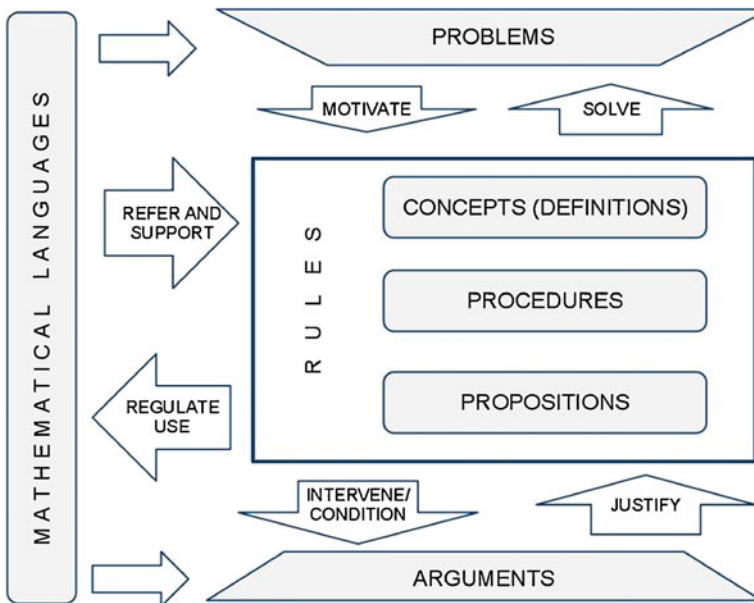 MATHEMATICAL LANGUAGES
PROBLEMS
MOTIVATE
SOLVE
REFER AND
SUPPORT
RULES
CONCEPTS (DEFINITIONS)
PROCEDURES
PROPOSITIONS
REGULATE
USE
INTERVENE/
CONDITION
JUSTIFY
ARGUMENTS